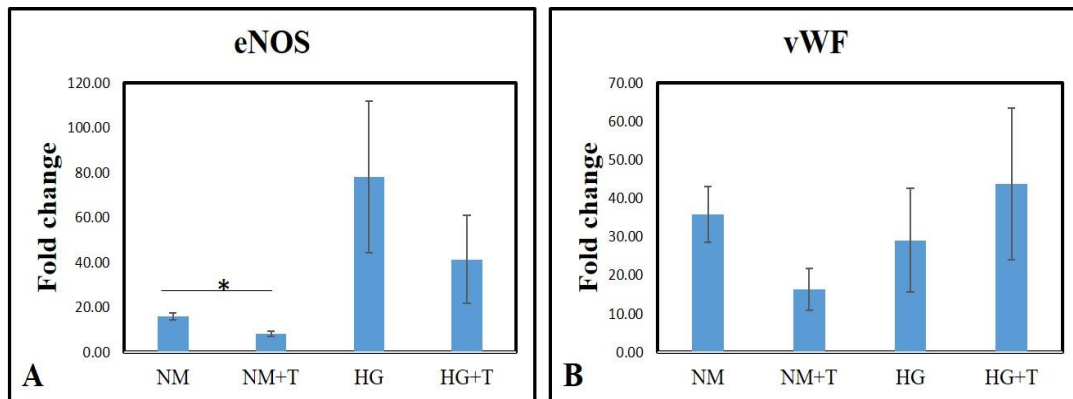 eNOS
Fold change
120.00
100.00
80.00
60.00
40.00
20.00
0.00
*
NM NM+T HG HG+T
A
vWF
Fold change
70.00
60.00
50.00
40.00
30.00
20.00
10.00
0.00
NM NM+T HG HG+T
B